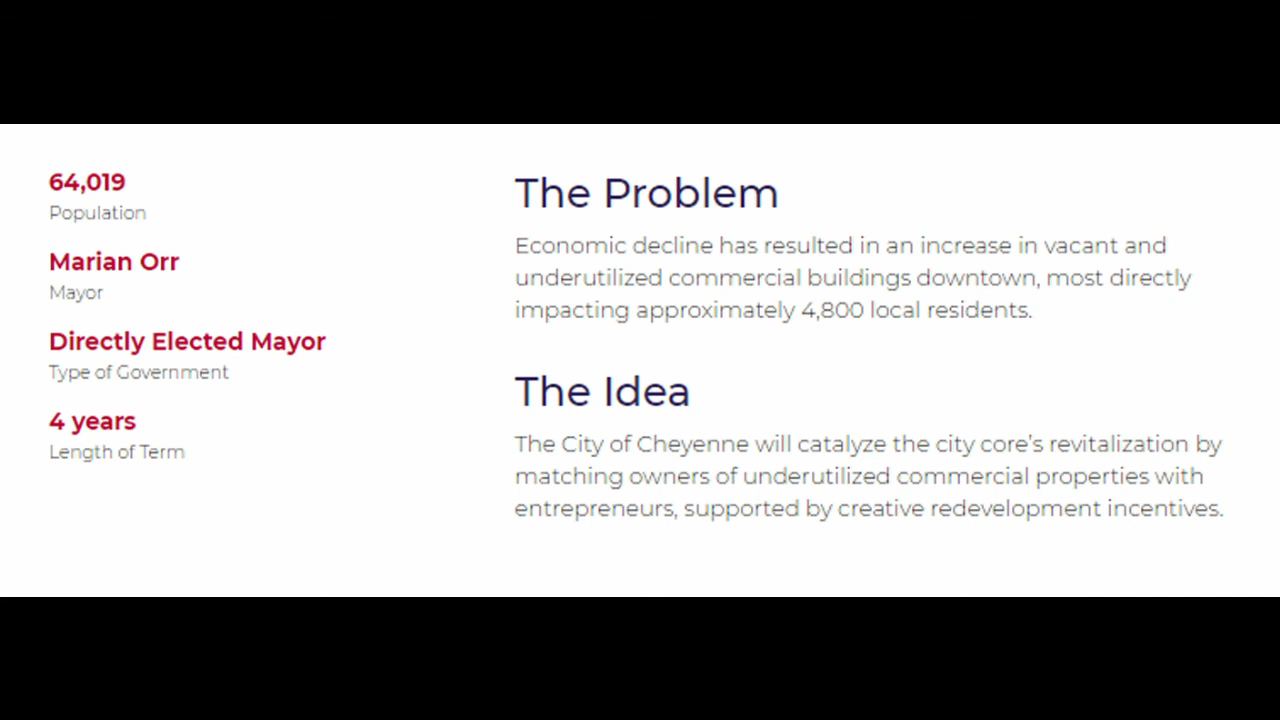 64,019
Population
Marian Orr
Mayor
Directly Elected Mayor
Type of Government
4 years
Length of Term
The Problem
Economic decline has resulted in an increase in vacant and
underutilized commercial buildings downtown, most directly
impacting approximately 4,800 local residents.
The Idea
The City of Cheyenne will catalyze the city core's revitalization by
matching owners of underutilized commercial properties with
entrepreneurs, supported by creative redevelopment incentives.